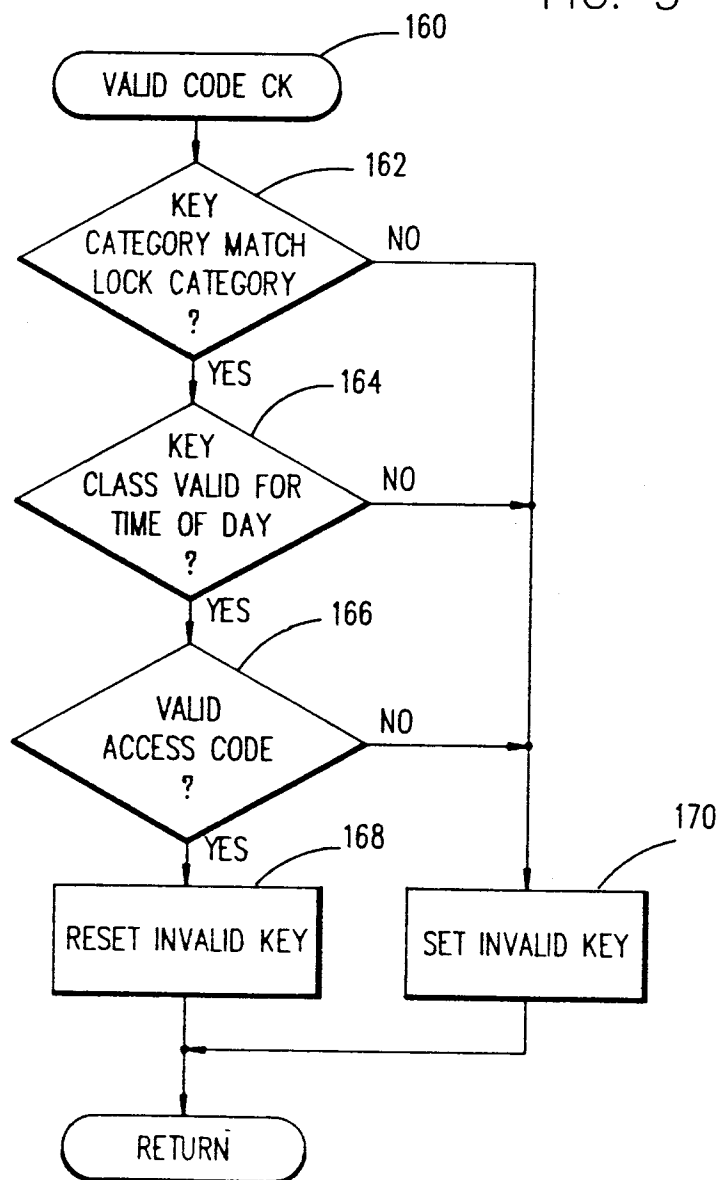 160
VALID CODE CK
162
KEY
CATEGORY MATCH
LOCK CATEGORY
?
NO
YES
164
KEY
CLASS VALID FOR
TIME OF DAY
?
NO
YES
166
VALID
ACCESS CODE
?
NO
YES
168
170
RESET INVALID KEY
SET INVALID KEY
RETURN